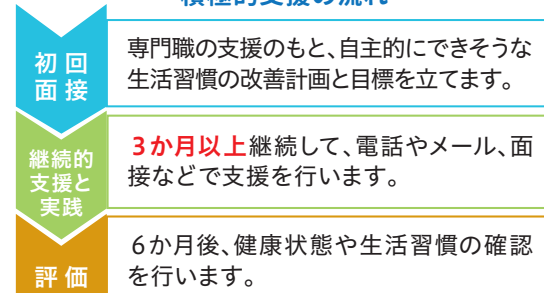 積極的支援の流れ
初回
面接
専門職の支援のもと、自主的にできそうな
生活習慣の改善計画と目標を立てます。
継続的
支援と
実践
3か月以上継続して、電話やメール、面
接などで支援を行います。
評価
6か月後、健康状態や生活習慣の確認
を行います。